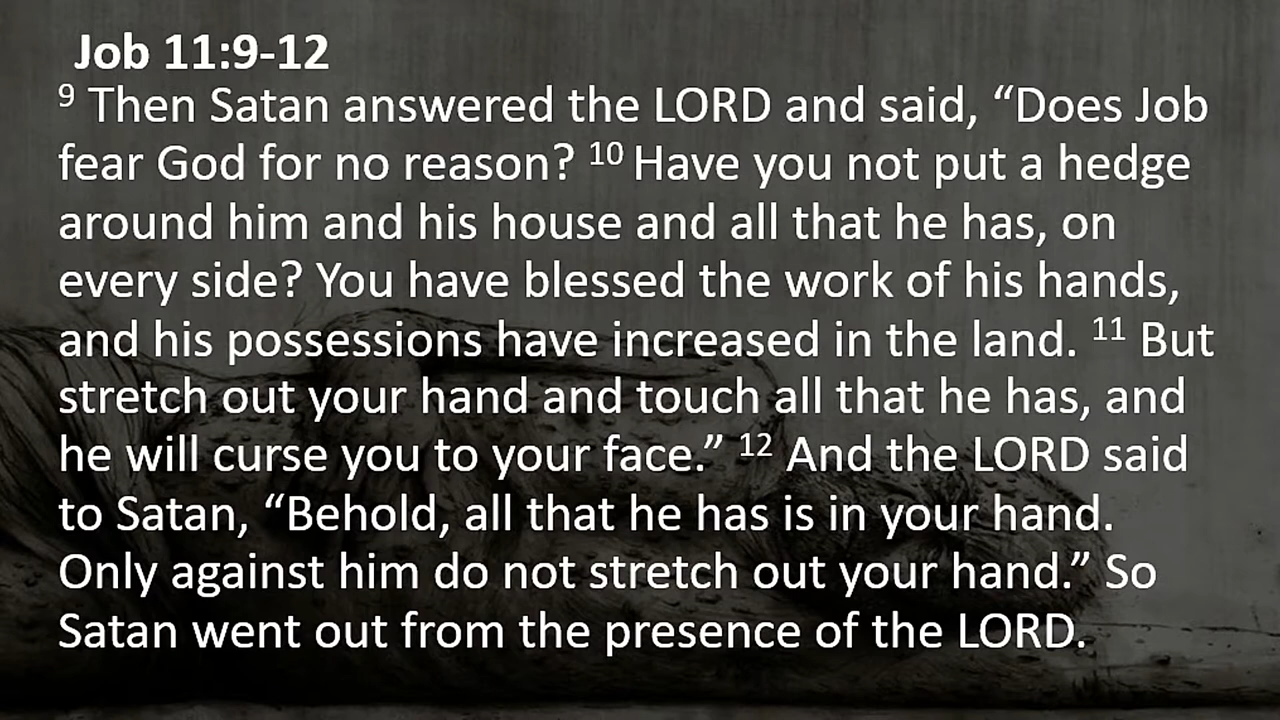 Job 11:9-12
9 Then Satan answered the LORD and said, “Does Job
fear God for no reason? 10 Have you not put a hedge
around him and his house and all that he has, on
every side? You have blessed the work of his hands,
and his possessions have increased in the land. 11 But
stretch out your hand and touch all that he has, and
he will curse you to your face.” 12 And the LORD said
to Satan, “Behold, all that he has is in your hand.
Only against him do not stretch out your hand.” So
Satan went out from the presence of the LORD.